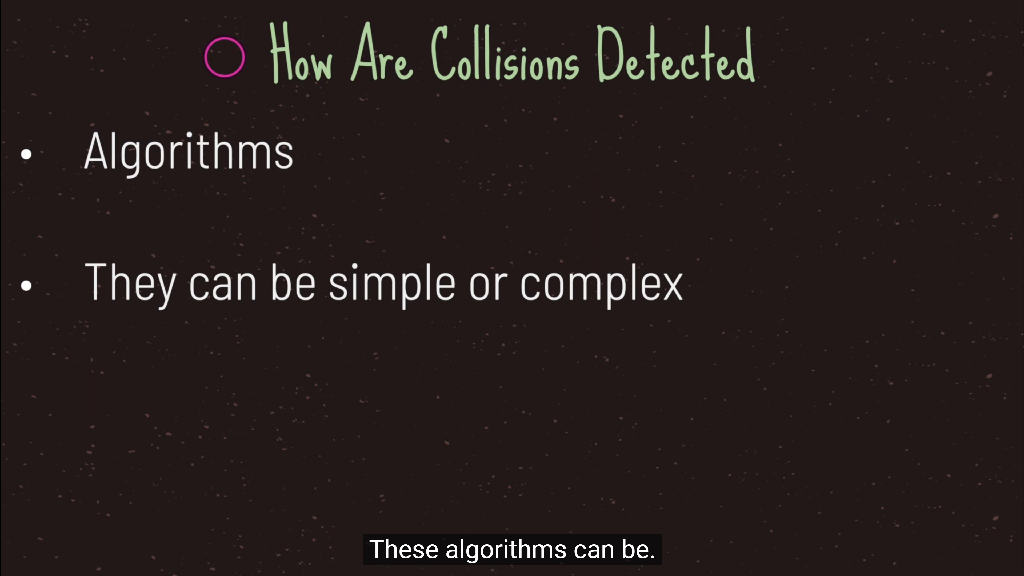 How Are Collisions Detected
• Algorithms
• They can be simple or complex
These algorithms can be.